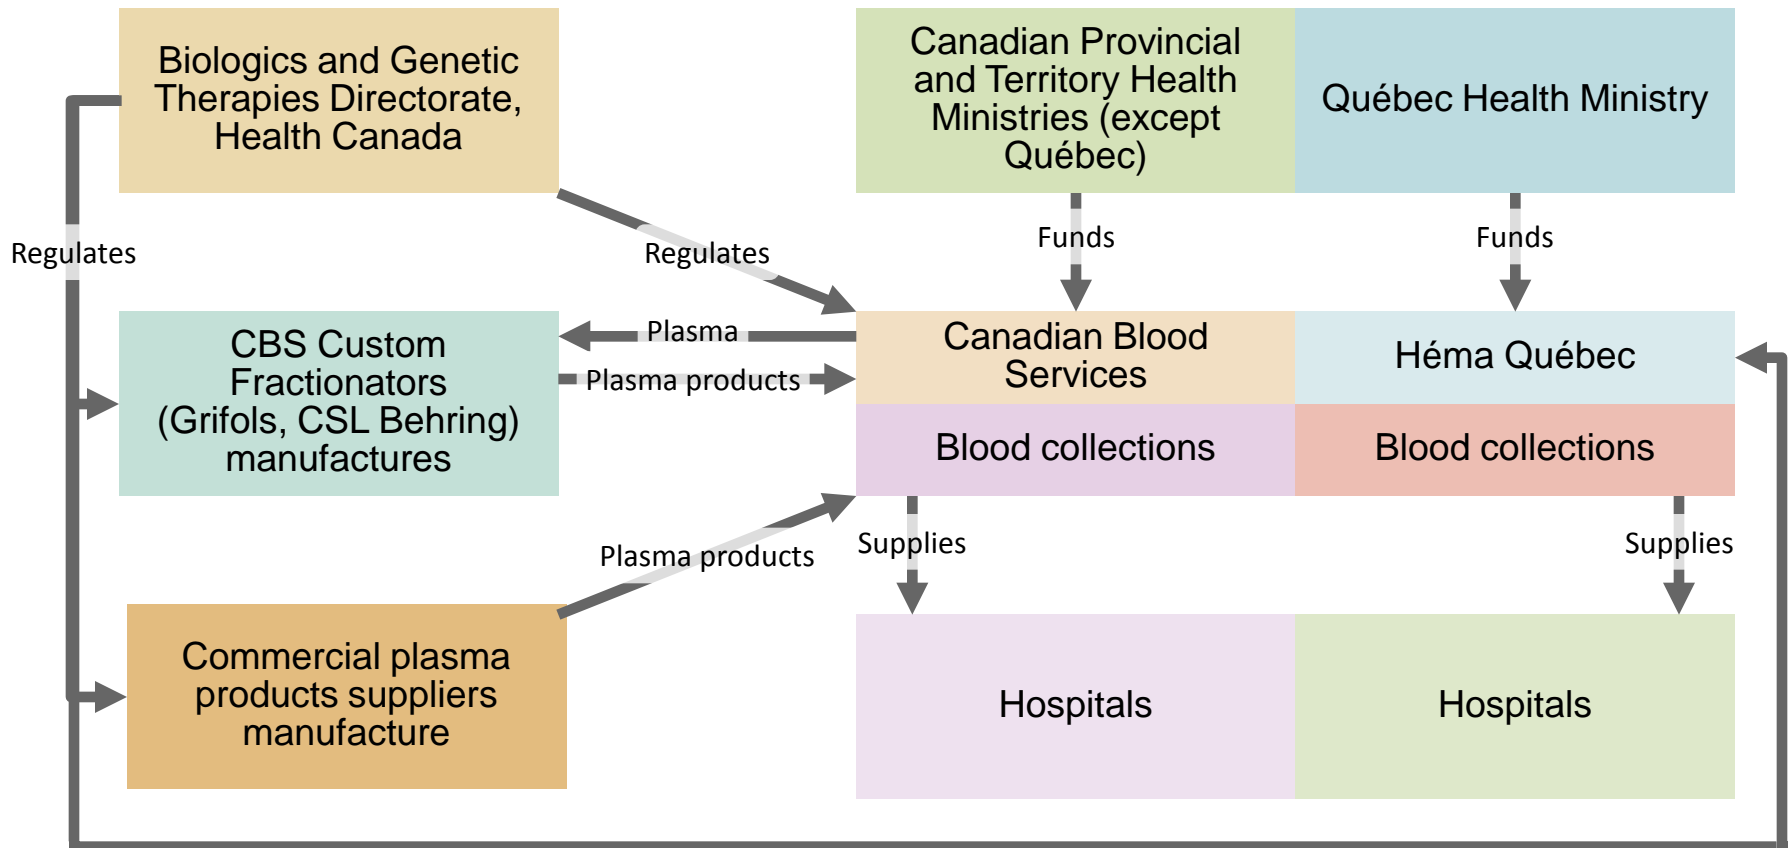 Biologics and Genetic
Therapies Directorate,
Health Canada
Canadian Provincial
and Territory Health
Ministries (except
Québec)
Québec Health Ministry
Regulates
Regulates
Funds
Funds
CBS Custom
Fractionators
(Grifols, CSL Behring)
manufactures
Plasma
Plasma products
Canadian Blood
Services
Héma Québec
Blood collections
Blood collections
Plasma products
Supplies
Supplies
Commercial plasma
products suppliers
manufacture
Hospitals
Hospitals